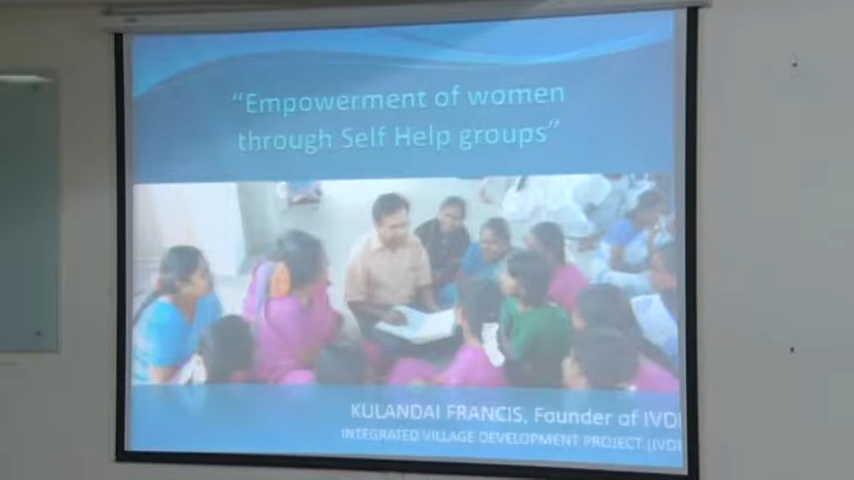 “Empowerment of women
through Self Help groups”
KULANDAI FRANCIS, Founder of IVD
INTEGRATED VILLAGE DEVELOPMENT PROJECT (IVD